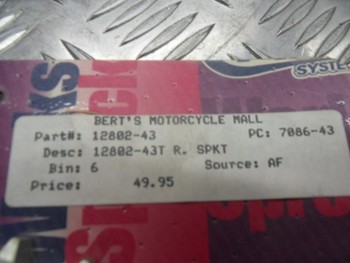 SYSTE
BERT'S MOTORCYCLE MALL
Part#: 12802-43 PC: 7086-43
Desc: 12802-43T R. SPKT
Bin: 6 Source: AF
Price: 49.95